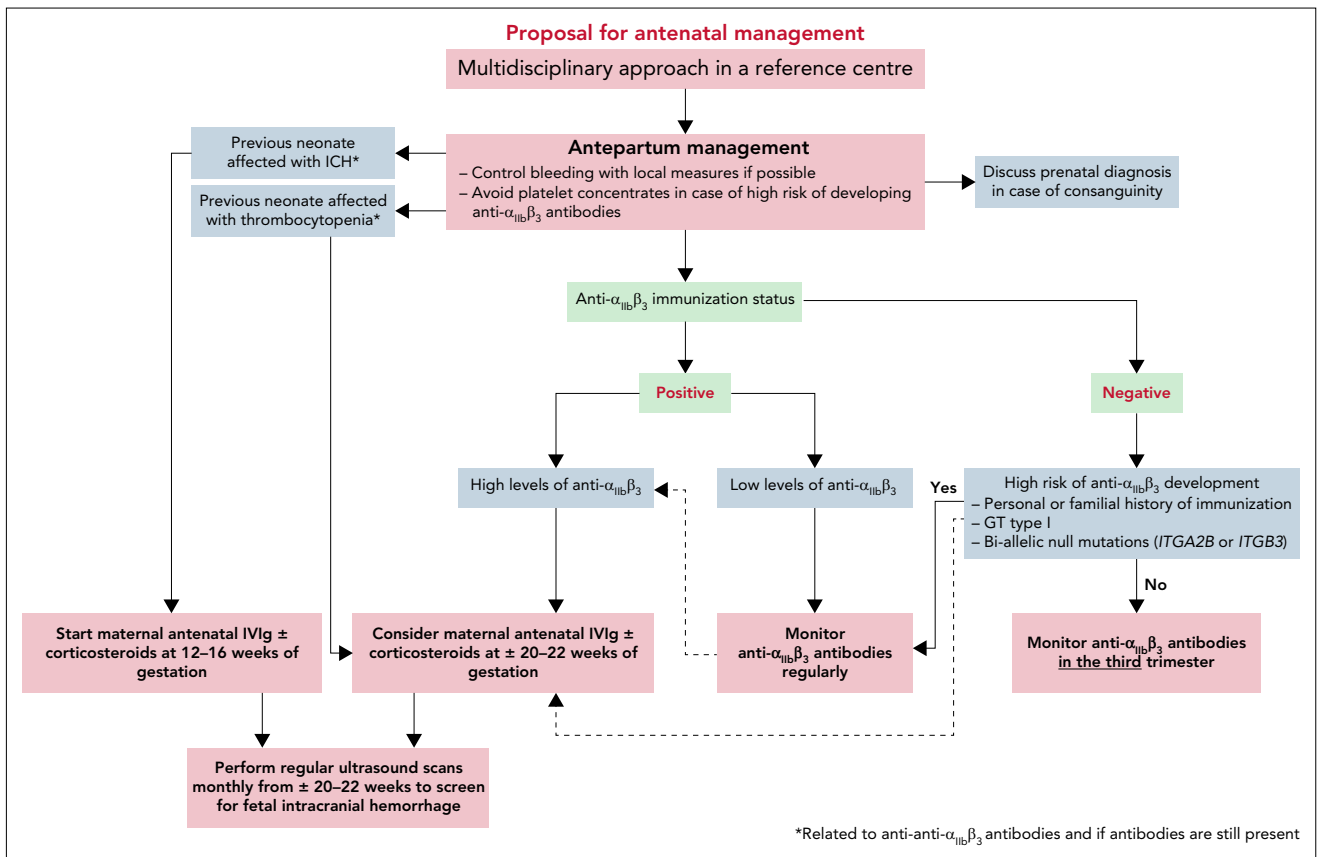 Proposal for antenatal management
Multidisciplinary approach in a reference centre
Previous neonate
affected with ICH*
Previous neonate affected
with thrombocytopenia*
Antepartum management
– Control bleeding with local measures if possible
– Avoid platelet concentrates in case of high risk of developing
anti-αIIbβ3 antibodies
Discuss prenatal diagnosis
in case of consanguinity
Anti-αIIbβ3 immunization status
Positive
Negative
High levels of anti-αIIbβ3
Low levels of anti-αIIbβ3
Yes
High risk of anti-αIIbβ3 development
– Personal or familial history of immunization
– GT type I
– Bi-allelic null mutations (ITGA2B or ITGB3)
No
Start maternal antenatal IVIg ±
corticosteroids at 12–16 weeks of
gestation
Consider maternal antenatal IVIg ±
corticosteroids at ± 20–22 weeks of
gestation
Monitor
anti-αIIbβ3 antibodies
regularly
Monitor anti-αIIbβ3 antibodies
in the third trimester
Perform regular ultrasound scans
monthly from ± 20–22 weeks to screen
for fetal intracranial hemorrhage
*Related to anti-anti-αIIbβ3 antibodies and if antibodies are still present